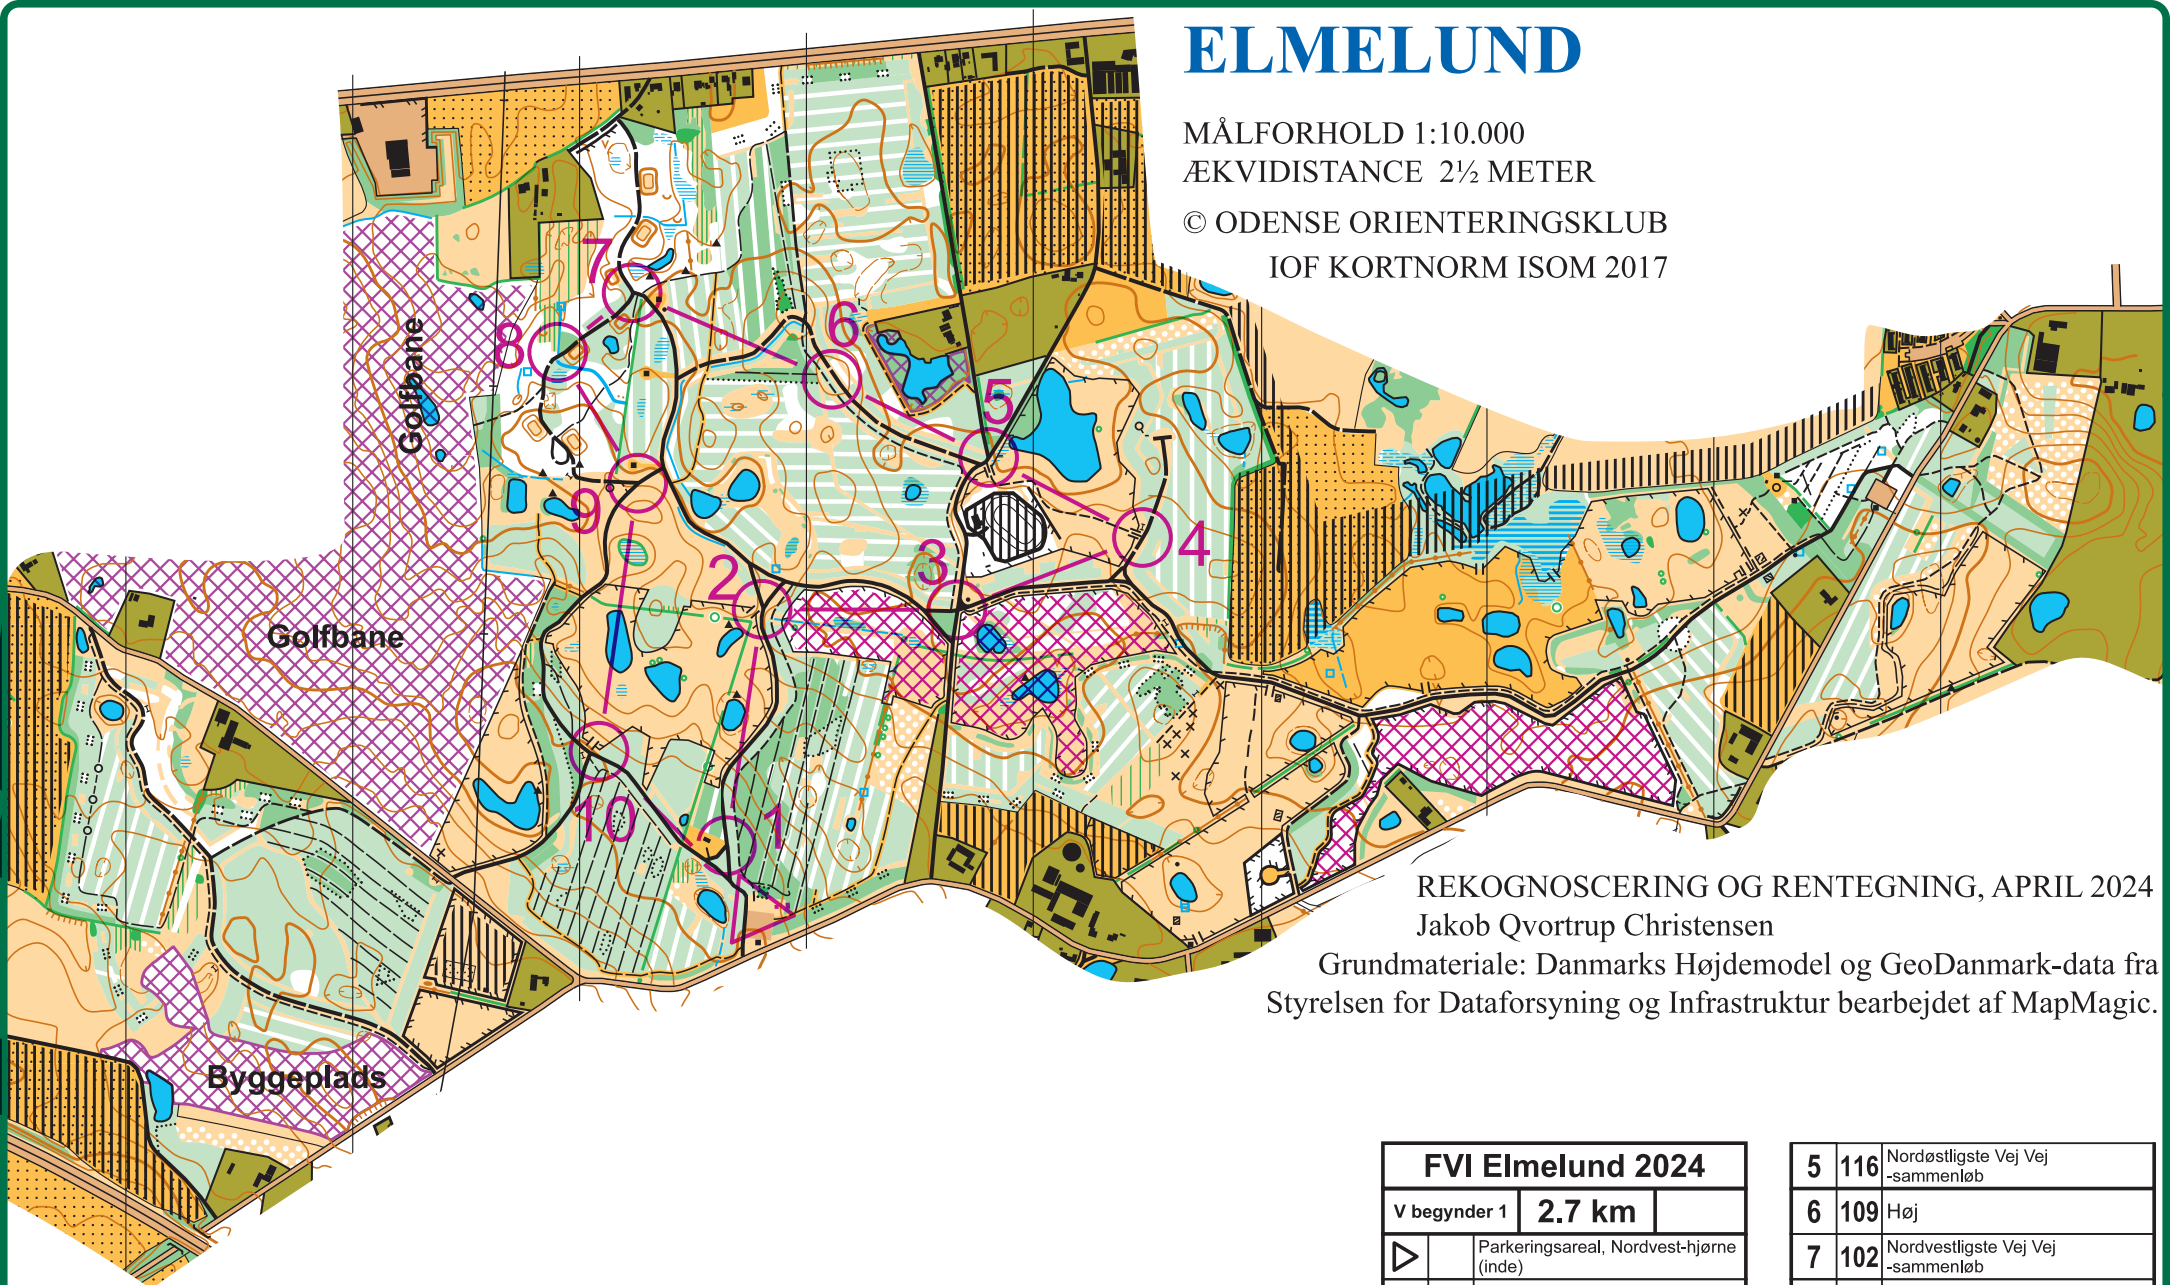 ELMELUND
MÅLFORHOLD 1:10.000
ÆKVIDISTANCE 2½ METER
© ODENSE ORIENTERINGSKLUB
IOF KORTNORM ISOM 2017
Golfbane
Golfbane
Byggeplads
7
8
6
5
9
4
2
3
10
1
REKOGNOSCERING OG RENTEGNING, APRIL 2024
Jakob Qvortrup Christensen
Grundmateriale: Danmarks Højdemodel og GeoDanmark-data fra
Styrelsen for Dataforsyning og Infrastruktur bearbejdet af MapMagic.
FVI Elmelund 2024
V begynder 1 2.7 km
Parkeringsareal, Nordvest-hjørne
(inde)
5 116 Nordøstligste Vej Vej
-sammenløb
6 109 Høj
7 102 Nordvestligste Vej Vej
-sammenløb